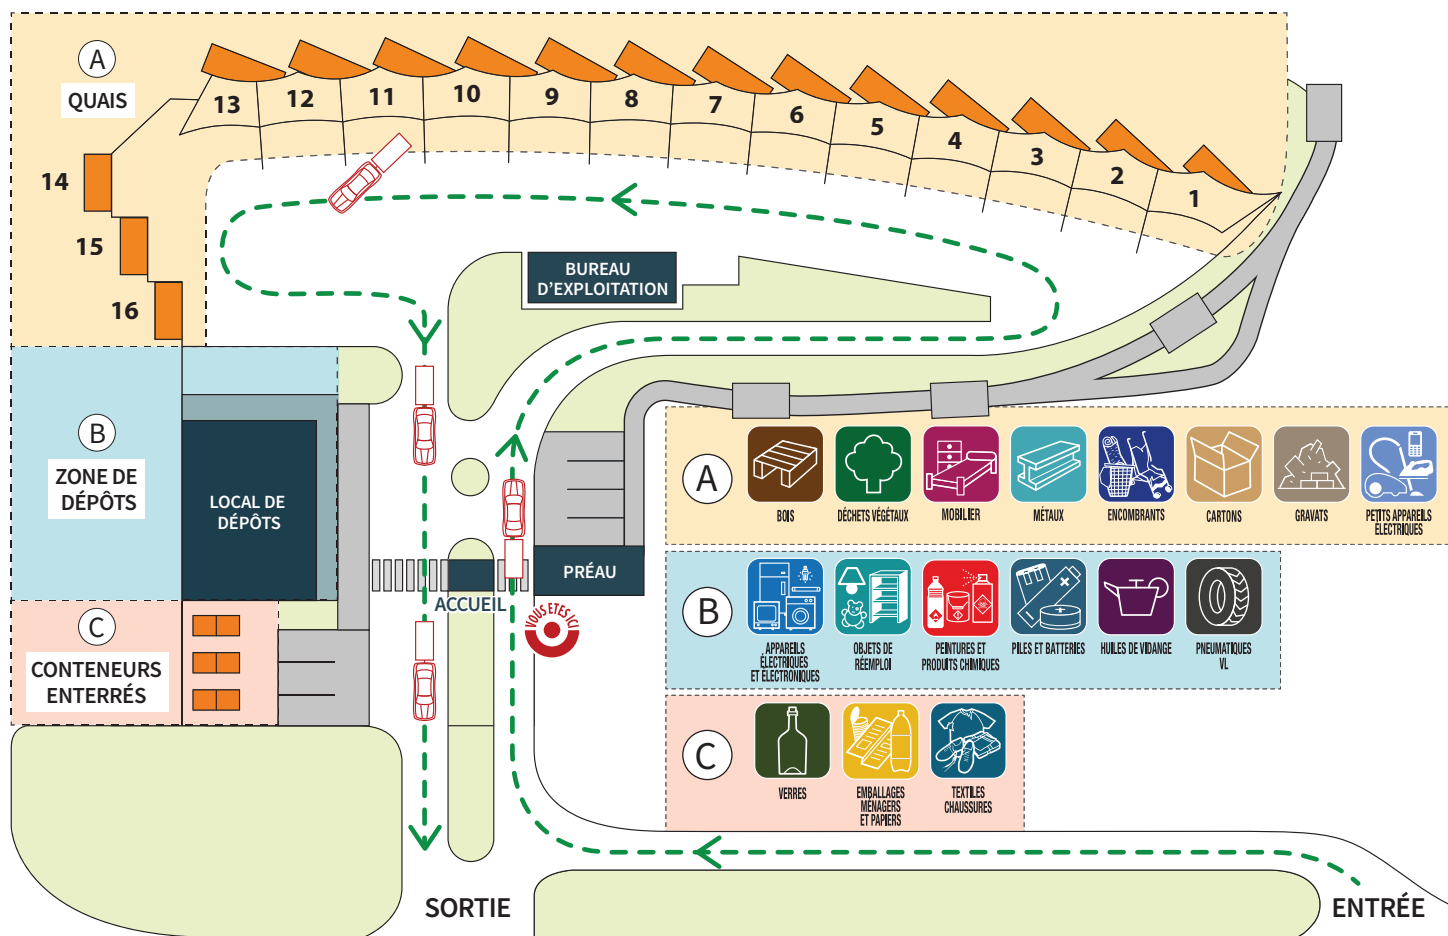 A
QUAIS
13
12
11
10
9
8
7
6
5
4
3
2
1
14
15
16
BUREAU
D'EXPLOITATION
B
ZONE DE
DÉPÔTS
LOCAL DE
DÉPÔTS
PRÉAU
ACCUEIL
VOUS ETES ICI
C
CONTENEURS
ENTERRÉS
A
BOIS
DÉCHETS VÉGÉTAUX
MOBILIER
MÉTAUX
ENCOMBRANTS
CARTONS
GRAVATS
PETITS APPAREILS
ÉLECTRIQUES
B
APPAREILS
ÉLECTRIQUES
ET ÉLECTRONIQUES
OBJETS DE
RÉEMPLOI
PEINTURES ET
PRODUITS CHIMIQUES
PILES ET BATTERIES
HUILES DE VIDANGE
PNEUMATIQUES
VL
C
VERRES
EMBALLAGES
MÉNAGERS
ET PAPIERS
TEXTILES
CHAUSSURES
SORTIE
ENTRÉE